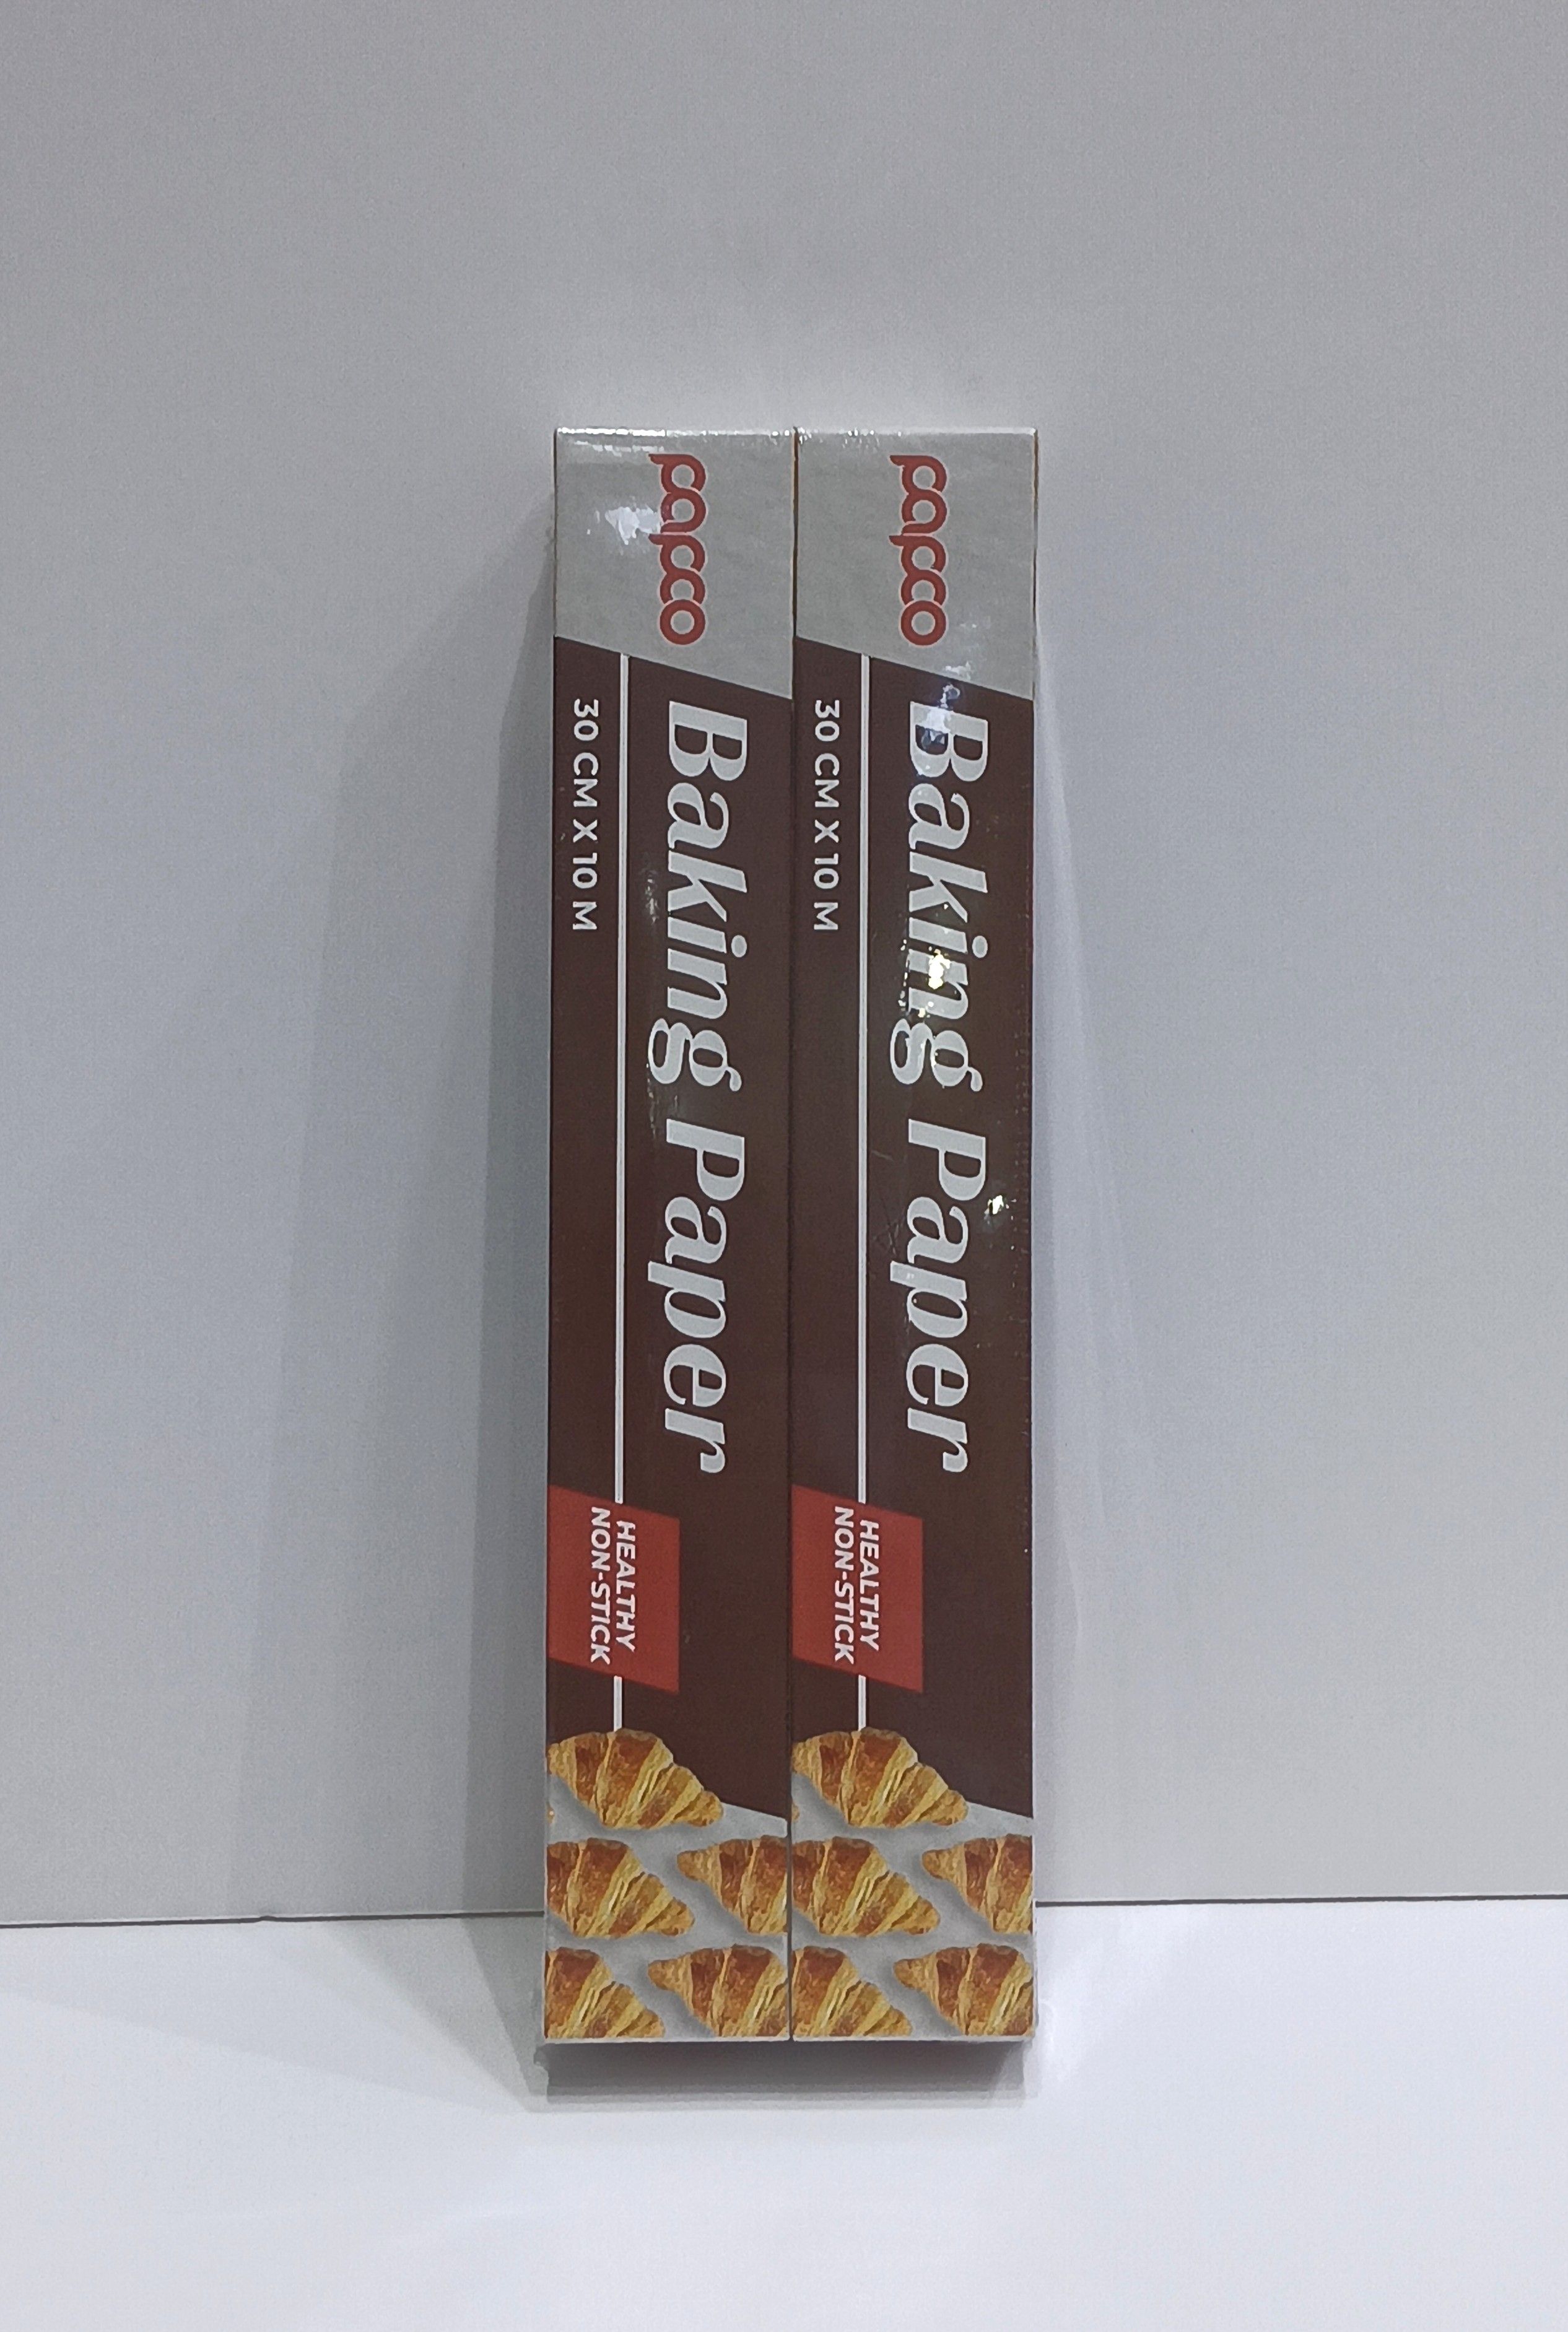 papco
Baking Paper
30 CM X 10 M
HEALTHY
NON-STICK
papco
Baking Paper
30 CM X 10 M
HEALTHY
NON-STICK